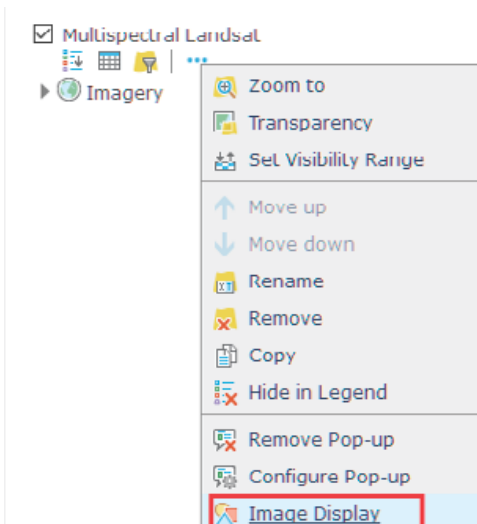 Multispectral Landsat
Imagery
Zoom to
Transparency
Set Visibility Range
Move up
Move down
Rename
Remove
Copy
Hide in Legend
Remove Pop-up
Configure Pop-up
Image Display